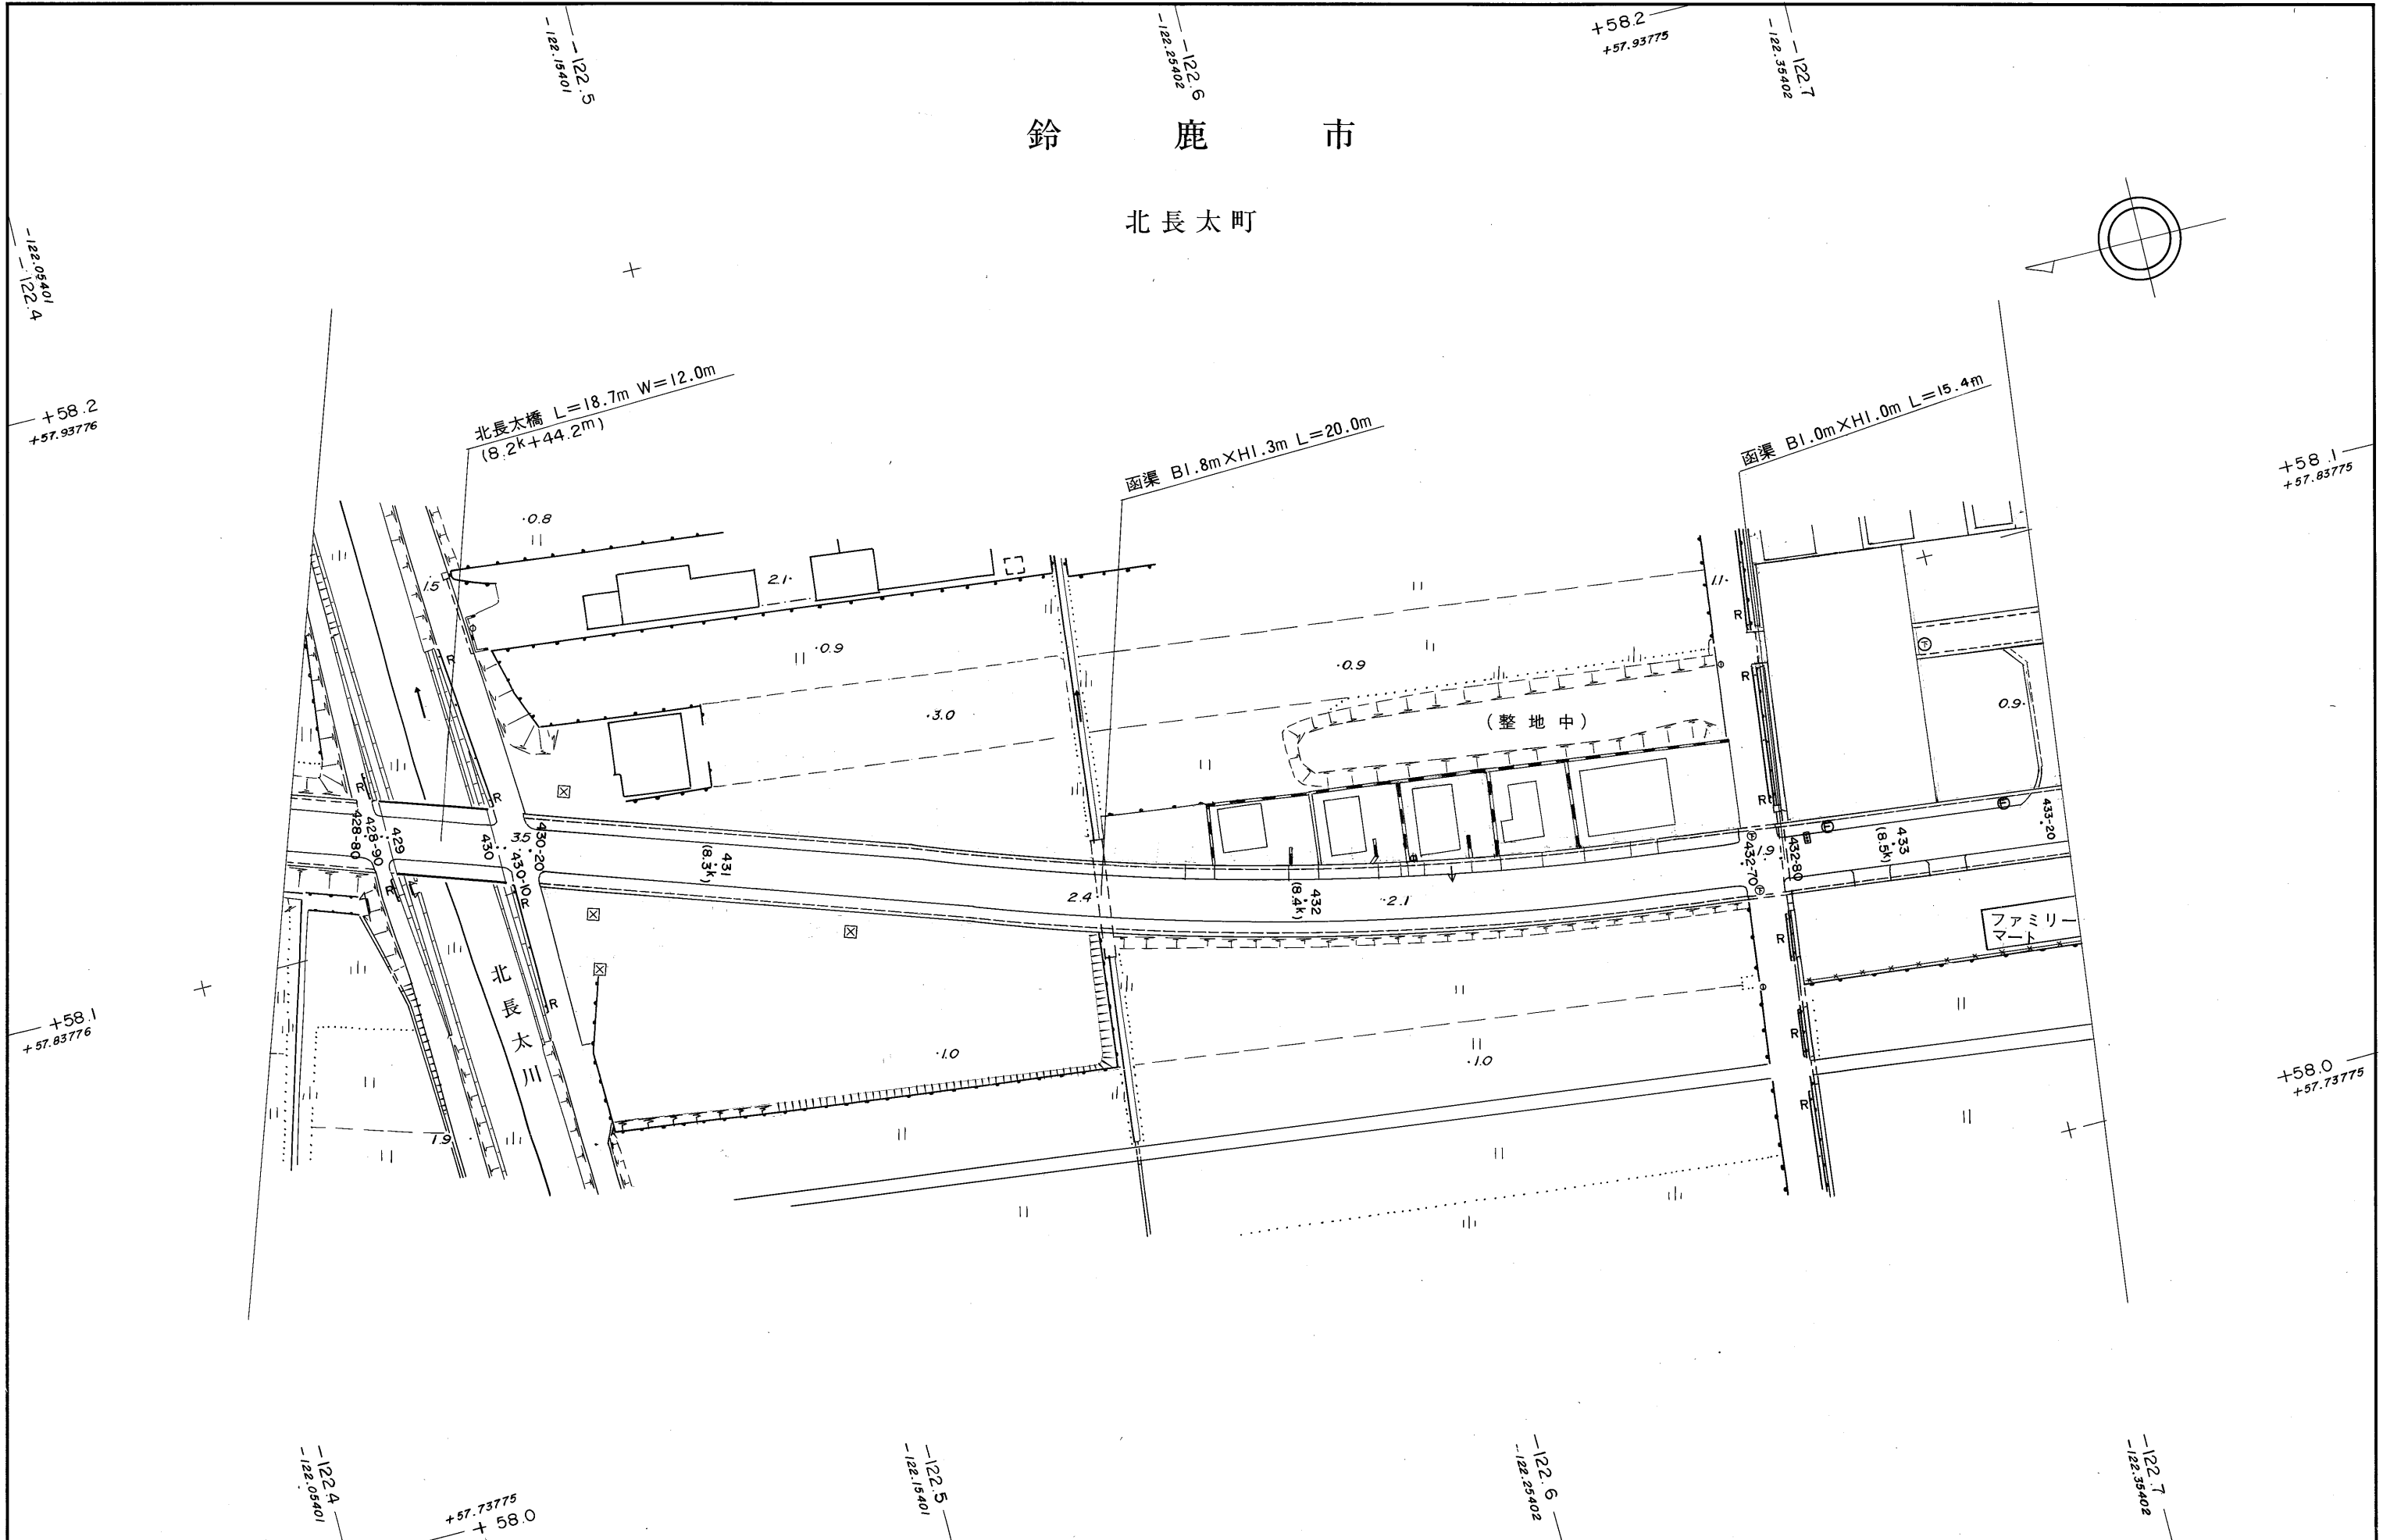 -122.5
-122.15401
-122.6
-122.25402
+58.2
+57.93775
-122.7
-122.35402
鈴鹿市
北長太町
-122.05401
-122.4
+58.2
+57.93776
北長太橋 L=18.7m W=12.0m
(8.2k+44.2m)
函渠 B1.8m×H1.3m L=20.0m
函渠 B1.0m×H1.0m L=15.4m
+58.1
+57.83775
·0.8
1.5
2.1·
1.1·
R
R
·0.9
·0.9
R
·3.0
(整地中)
0.9·
R
R
R
428-80
428-90
429
430
3.5
430-10
430-20
431
(8.3k)
432
(8.4k)
432-70
1.9
432-80
433
(8.5k)
433-20
R
R
2.4·
·2.1
ファミリー
マート
R
北長太川
R
R
·1.0
·1.0
R
1.9
+58.1
+57.83776
+58.0
+57.73775
-122.4
-122.05401
+57.73775
+58.0
-122.5
-122.15401
-122.6
-122.25402
-122.7
-122.35402